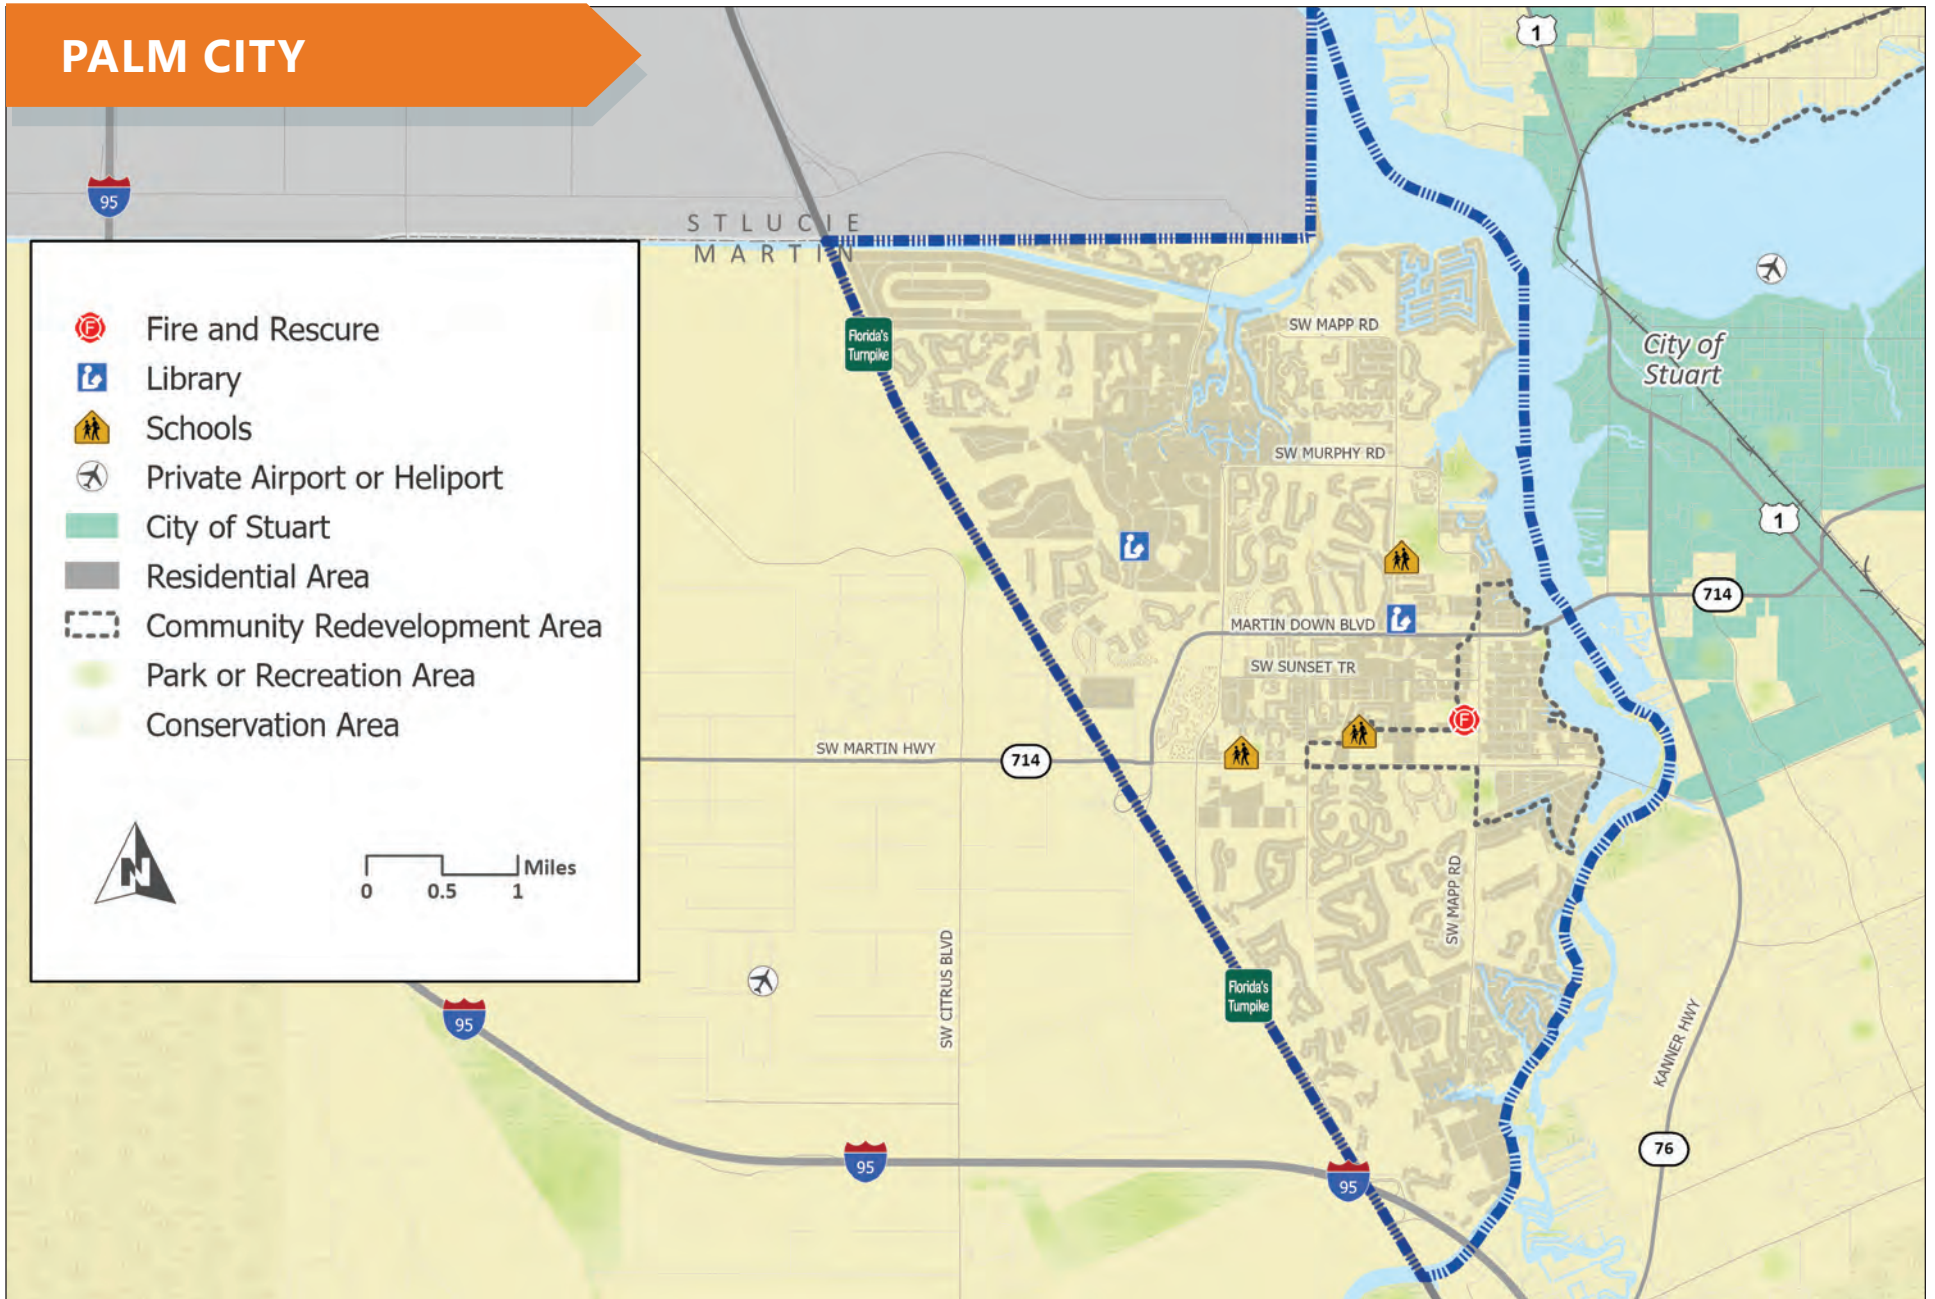 PALM CITY
1
95
STLUCIE
MARTIN
Florida's
Turnpike
SW MAPP RD
City of
Stuart
SW MURPHY RD
1
714
MARTIN DOWN BLVD
SW SUNSET TR
F
SW MARTIN HWY
714
F Fire and Rescure
Library
Schools
Private Airport or Heliport
City of Stuart
Residential Area
Community Redevelopment Area
Park or Recreation Area
Conservation Area
N
Miles
0 0.5 1
SW MAPP RD
SW CITRUS BLVD
Florida's
Turnpike
95
KANNER HWY
95
76
95